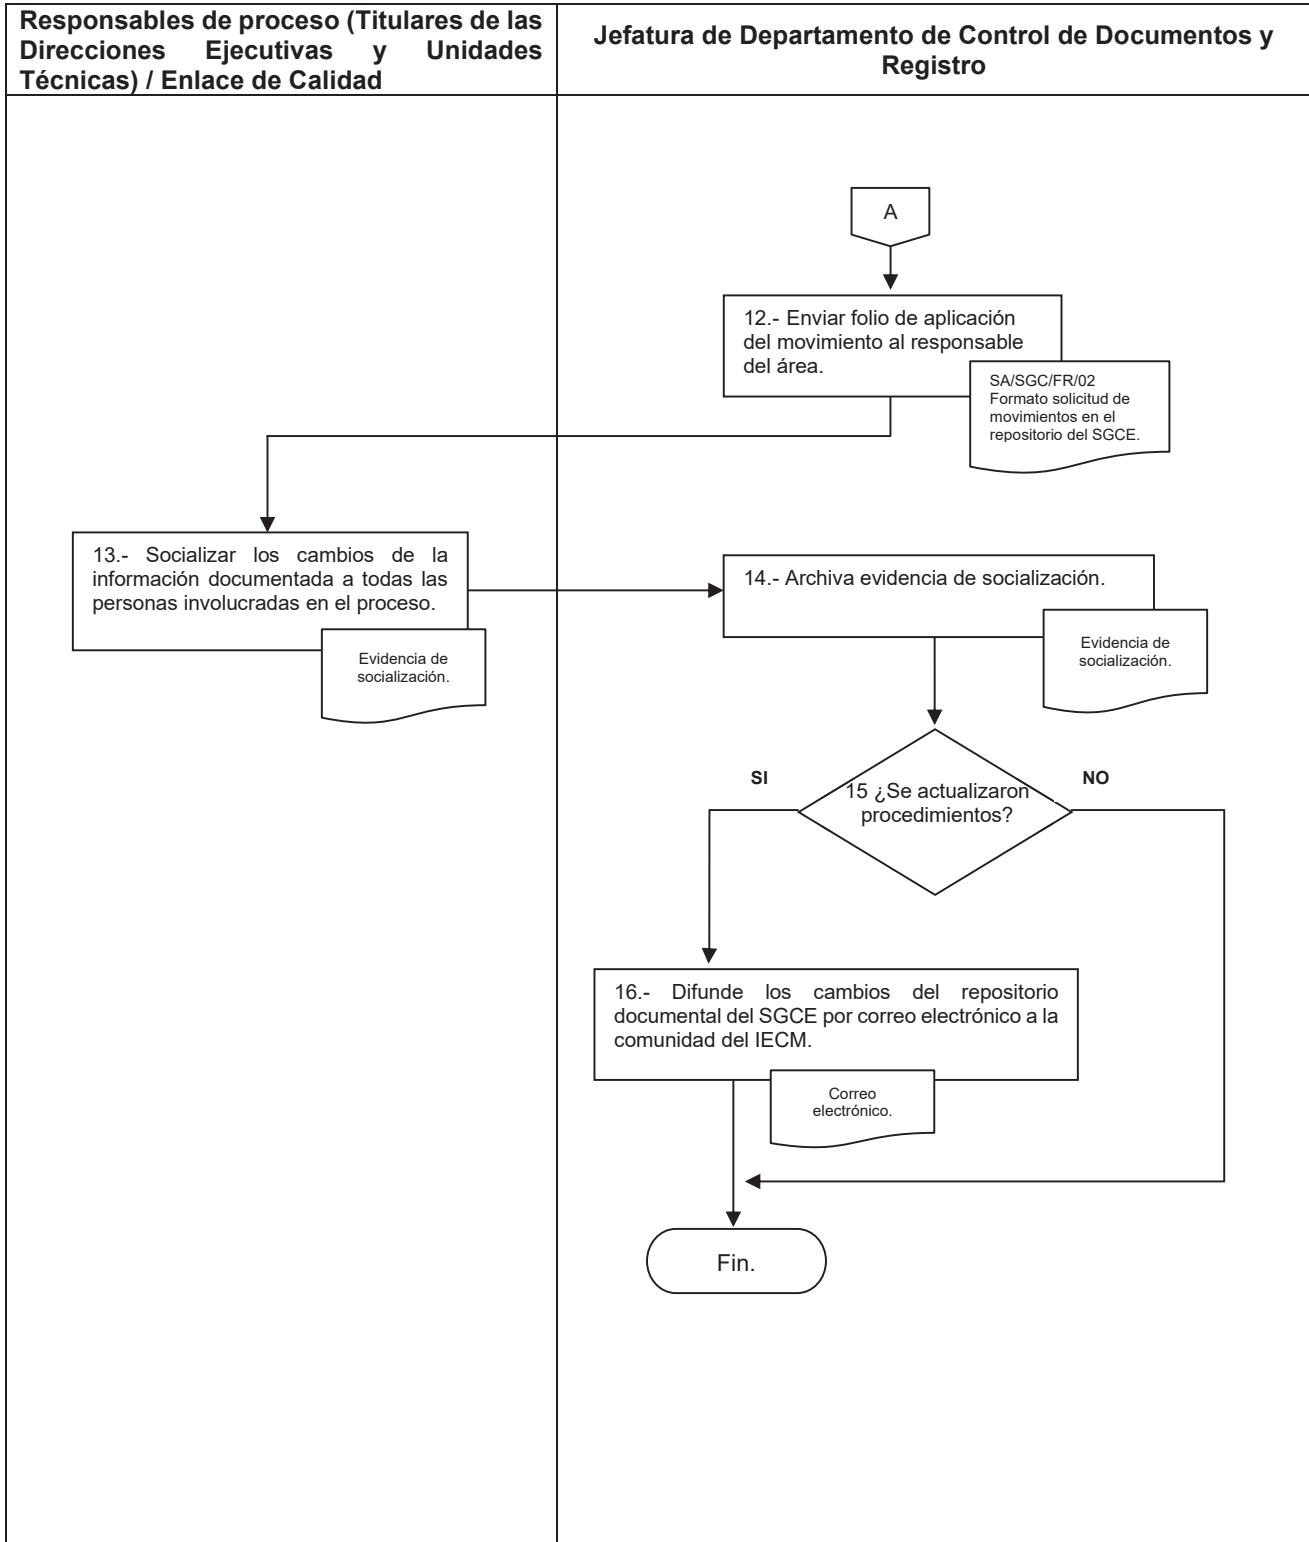 Responsables de proceso (Titulares de las
Direcciones Ejecutivas y Unidades
Técnicas) / Enlace de Calidad
Jefatura de Departamento de Control de Documentos y
Registro
A
12.- Enviar folio de aplicación
del movimiento al responsable
del área.
SA/SGC/FR/02
Formato solicitud de
movimientos en el
repositorio del SGCE.
13.- Socializar los cambios de la
información documentada a todas las
personas involucradas en el proceso.
Evidencia de
socialización.
14.- Archiva evidencia de socialización.
Evidencia de
socialización.
SI
NO
15 ¿Se actualizaron
procedimientos?
16.- Difunde los cambios del repositorio
documental del SGCE por correo electrónico a la
comunidad del IECM.
Correo
electrónico.
Fin.